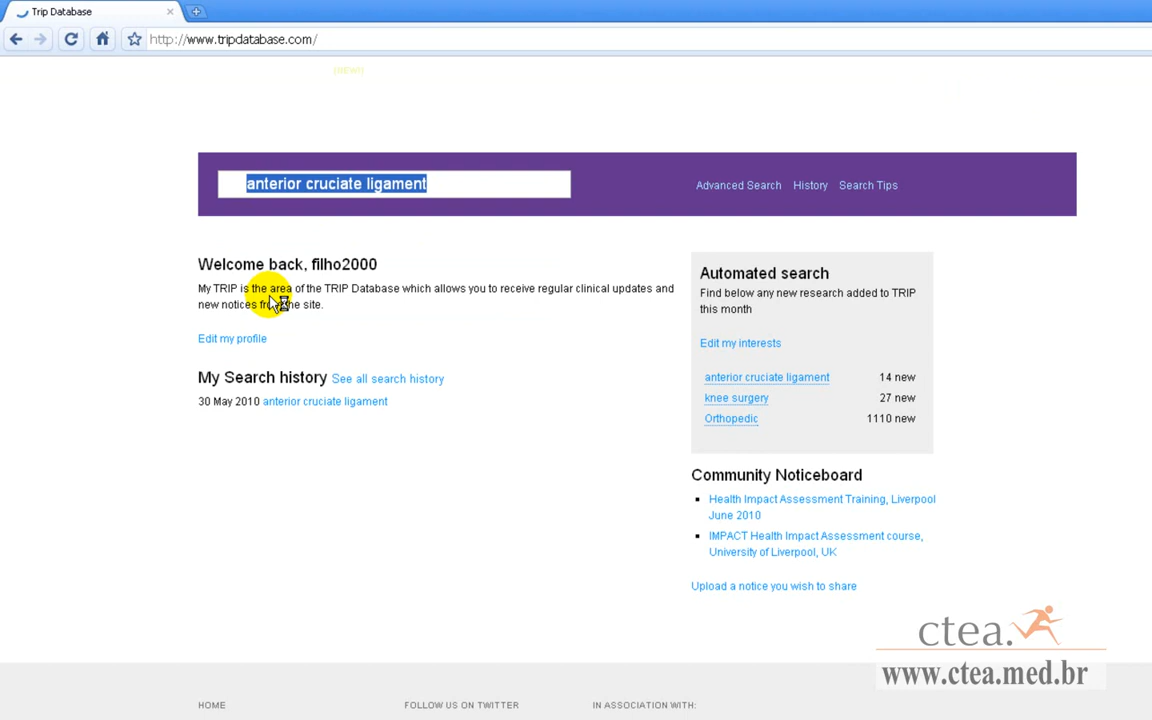 Trip Database
http://www.tripdatabase.com/
(NEW!)
anterior cruciate ligament
Advanced Search History Search Tips
Welcome back, filho2000
My TRIP is the area of the TRIP Database which allows you to receive regular clinical updates and
new notices from the site.
Edit my profile
My Search history See all search history
30 May 2010 anterior cruciate ligament
Automated search
Find below any new research added to TRIP
this month
Edit my interests
anterior cruciate ligament 14 new
knee surgery 27 new
Orthopedic 1110 new
Community Noticeboard
Health Impact Assessment Training, Liverpool
June 2010
IMPACT Health Impact Assessment course,
University of Liverpool, UK
Upload a notice you wish to share
ctea.
www.ctea.med.br
HOME FOLLOW US ON TWITTER IN ASSOCIATION WITH: